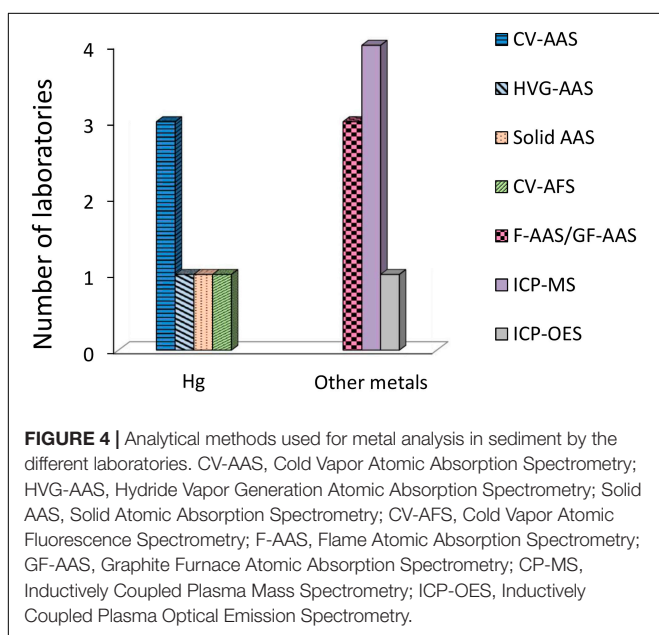 4
3
2
1
0
Number of laboratories
Hg
Other metals
CV-AAS
HVG-AAS
Solid AAS
CV-AFS
F-AAS/GF-AAS
ICP-MS
ICP-OES
FIGURE 4 | Analytical methods used for metal analysis in sediment by the
different laboratories. CV-AAS, Cold Vapor Atomic Absorption Spectrometry;
HVG-AAS, Hydride Vapor Generation Atomic Absorption Spectrometry; Solid
AAS, Solid Atomic Absorption Spectrometry; CV-AFS, Cold Vapor Atomic
Fluorescence Spectrometry; F-AAS, Flame Atomic Absorption Spectrometry;
GF-AAS, Graphite Furnace Atomic Absorption Spectrometry; CP-MS,
Inductively Coupled Plasma Mass Spectrometry; ICP-OES, Inductively
Coupled Plasma Optical Emission Spectrometry.